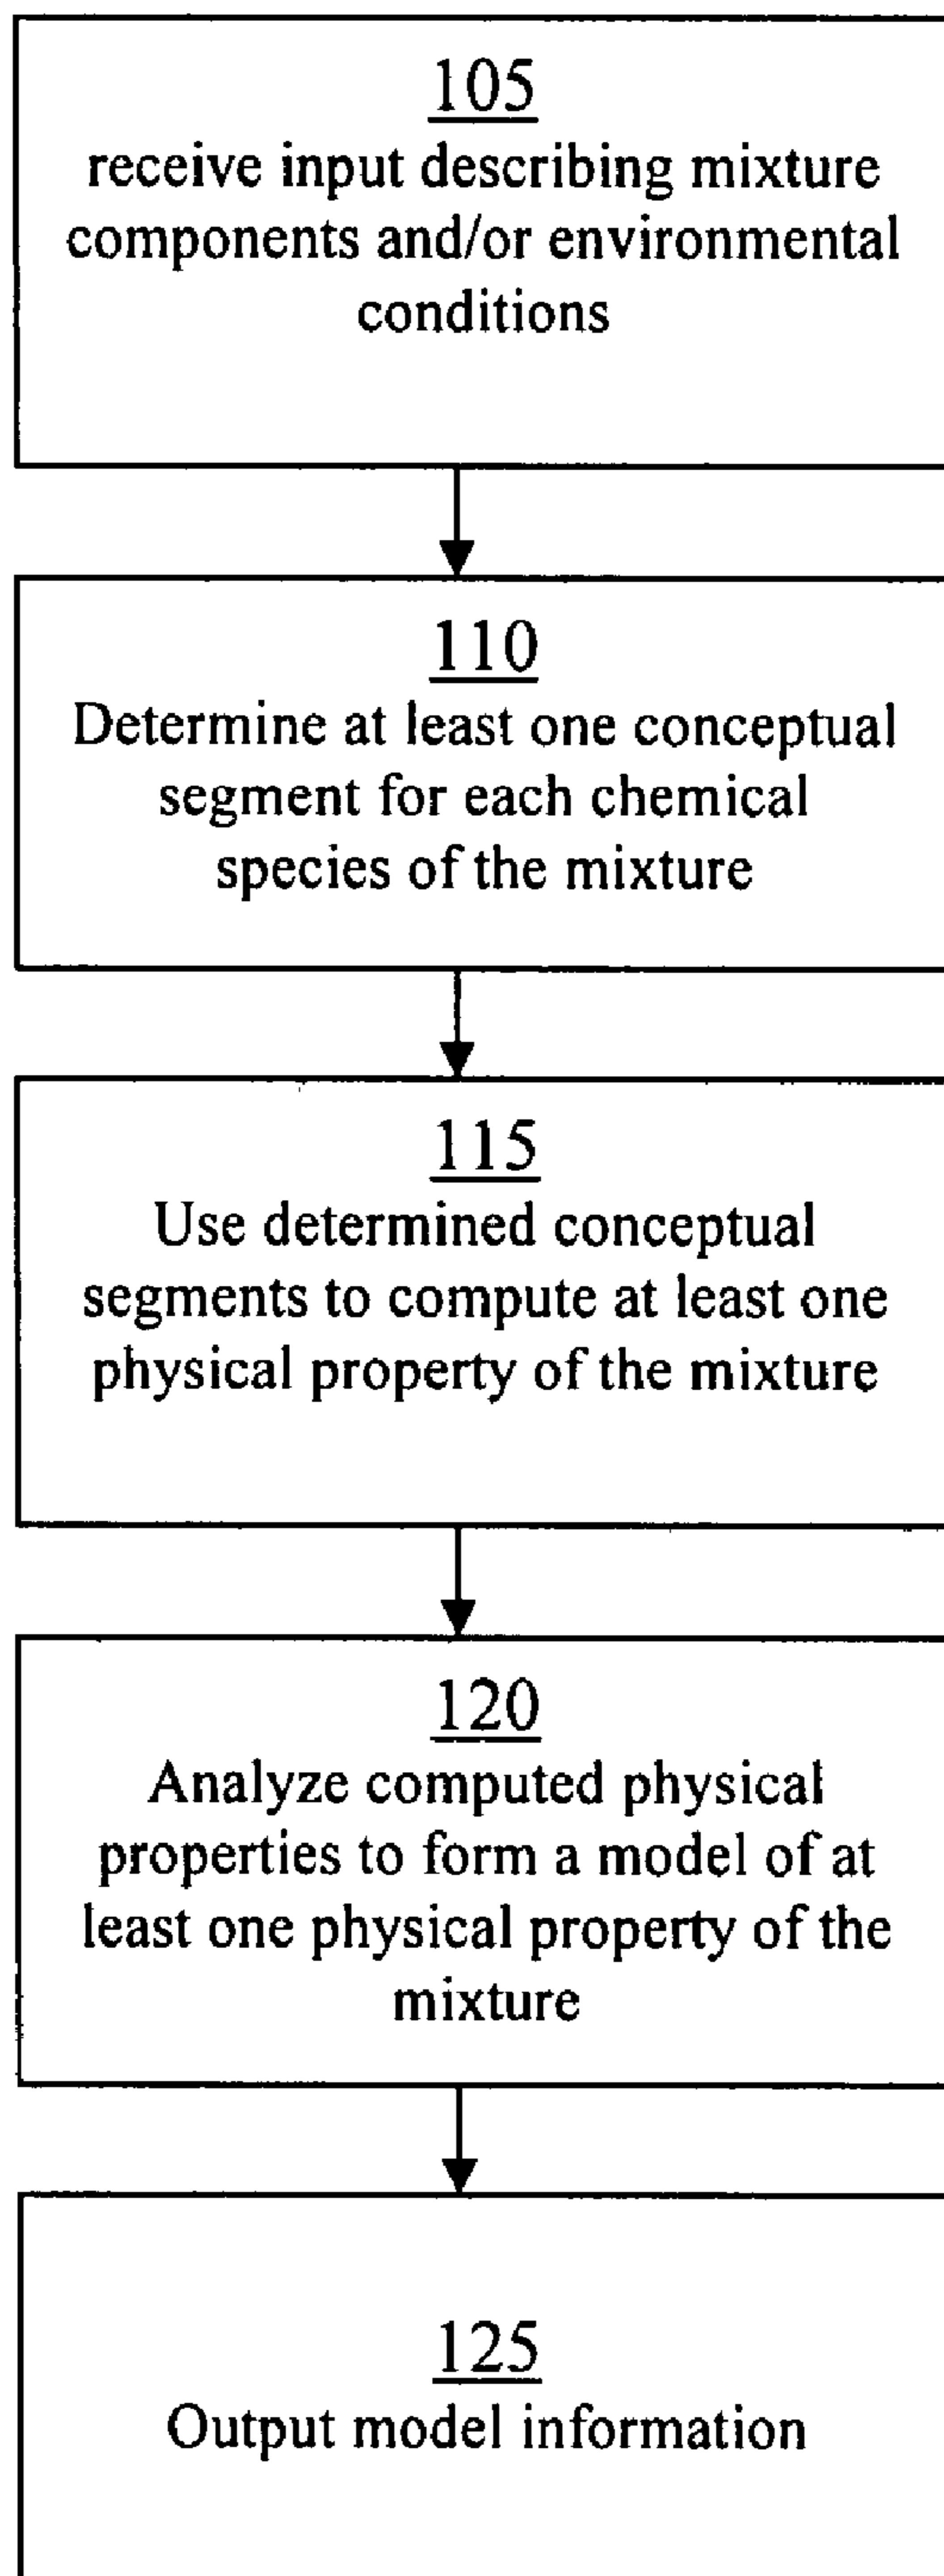 105
receive input describing mixture
components and/or environmental
conditions
110
Determine at least one conceptual
segment for each chemical
species of the mixture
115
Use determined conceptual
segments to compute at least one
physical property of the mixture
120
Analyze computed physical
properties to form a model of at
least one physical property of the
mixture
125
Output model information